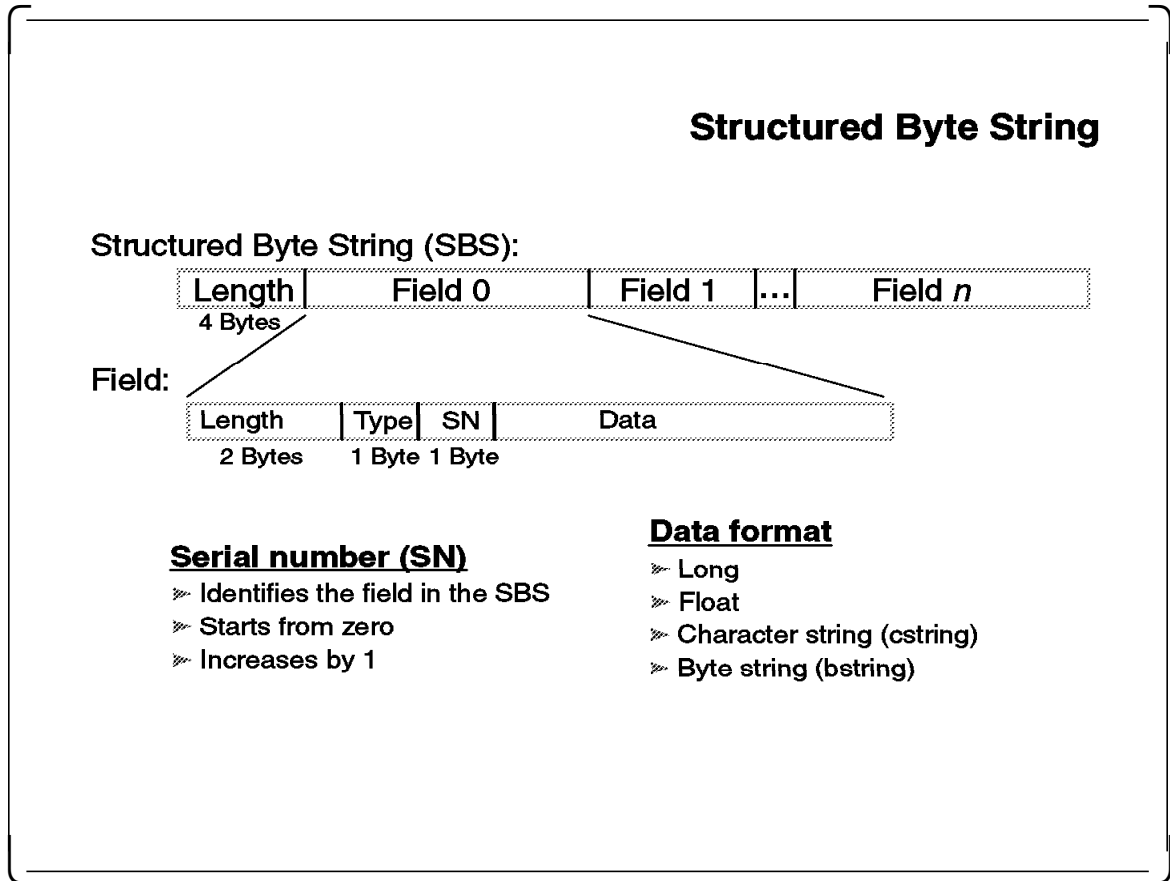 Structured Byte String
Structured Byte String (SBS):
Length Field 0 Field 1 ... Field n
4 Bytes
Field:
Length Type SN Data
2 Bytes 1 Byte 1 Byte
Serial number (SN)
➳ Identifies the field in the SBS
➳ Starts from zero
➳ Increases by 1
Data format
➳ Long
➳ Float
➳ Character string (cstring)
➳ Byte string (bstring)